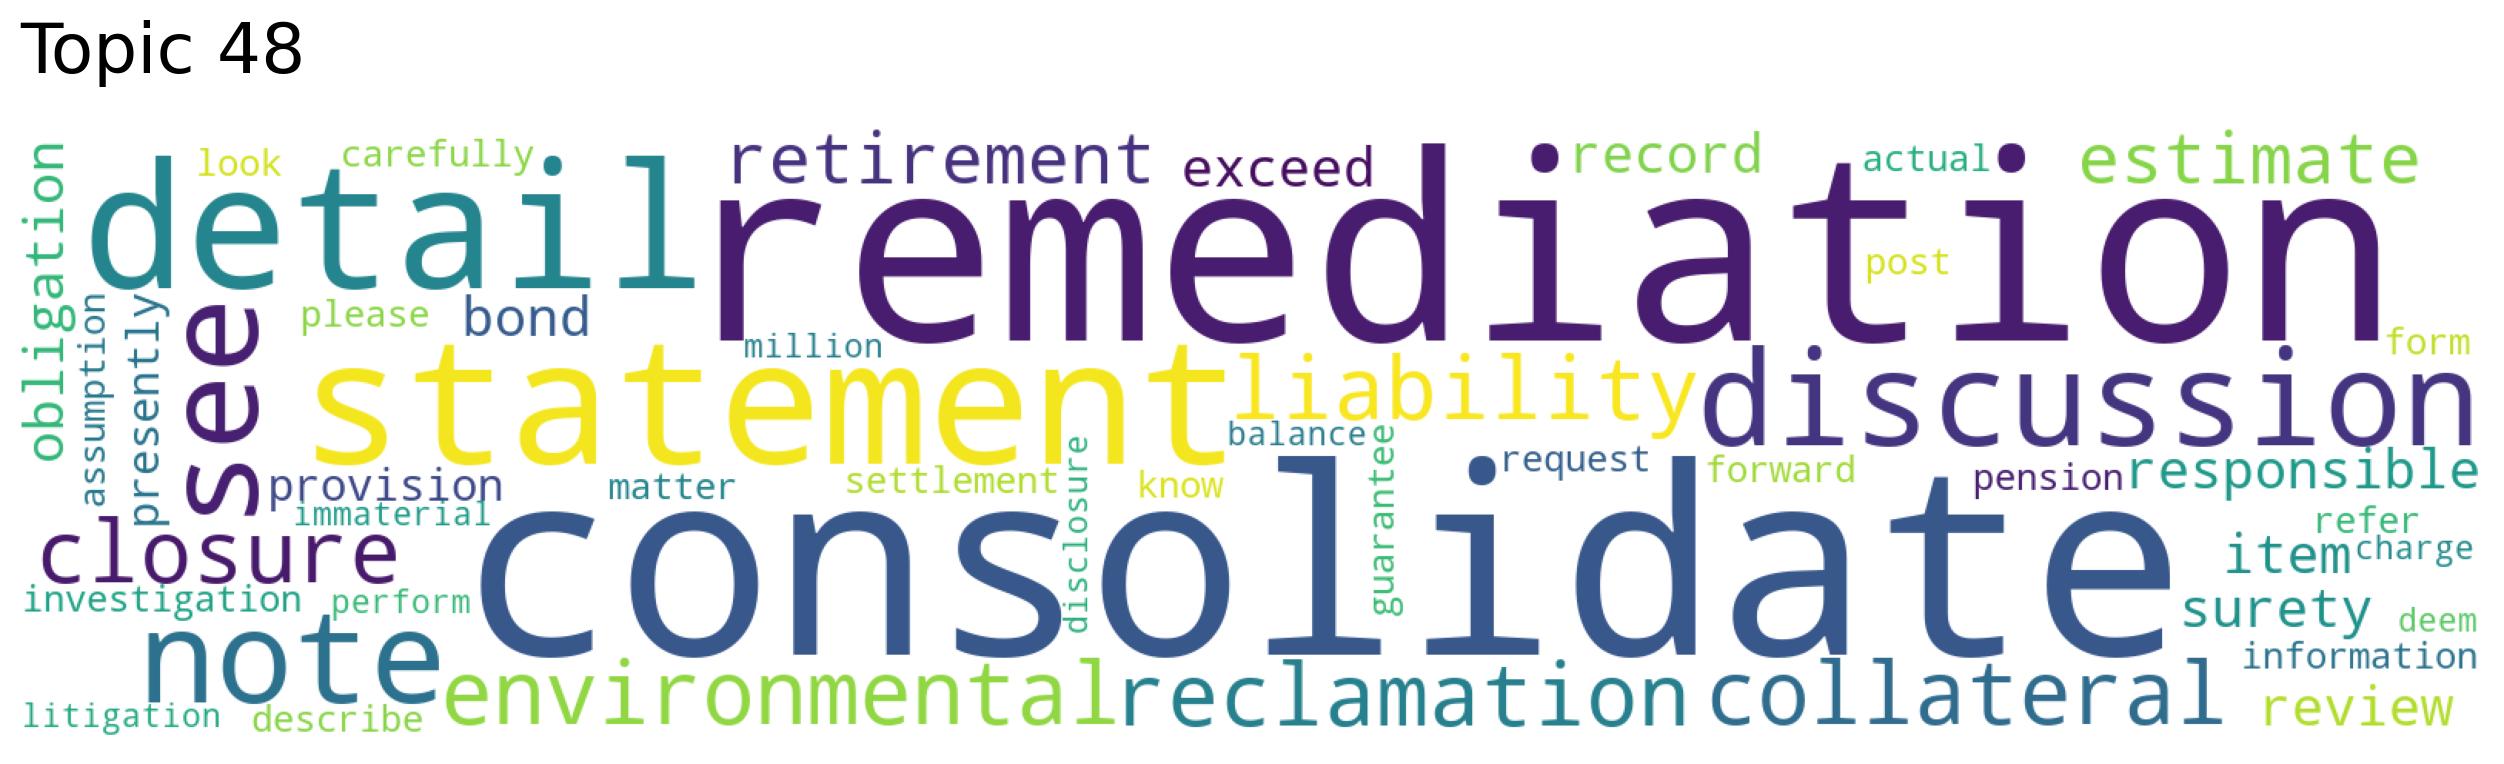 Topic 48
look
carefully
retirement
exceed
record
actual
estimate
obligation
detail
remediation
post
assumption
presently
see
please
bond
million
form
statement
liability
discussion
balance
provision
matter
settlement
know
request
forward
pension
responsible
immaterial
disclosure
guarantee
closure
consolidate
refer
item
charge
investigation
perform
surety
deem
note
information
environmental
reclamation
collateral
review
litigation
describe